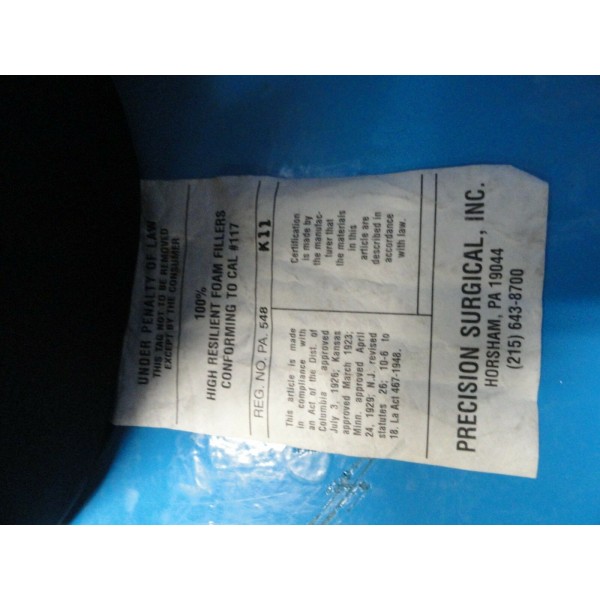 UNDER PENALTY OF LAW
THIS TAG NOT TO BE REMOVED
EXCEPT BY THE CONSUMER
100%
HIGH RESILIENT FOAM FILLERS
CONFORMING TO CAL #117
REG. NO. PA. 548 K11
This article is made
in compliance with
an Act of the Dist. of
Columbia approved
July 3, 1926; Kansas
approved March 1923;
Minn. approved April
24, 1929; N.J. revised
statutes 26; 10-6 to
18. La Act 467-1948.
Certification
is made by
the manufac-
turer that
the materials
in this
article are
described in
accordance
with law.
PRECISION SURGICAL, INC.
HORSHAM, PA 19044
(215) 643-8700